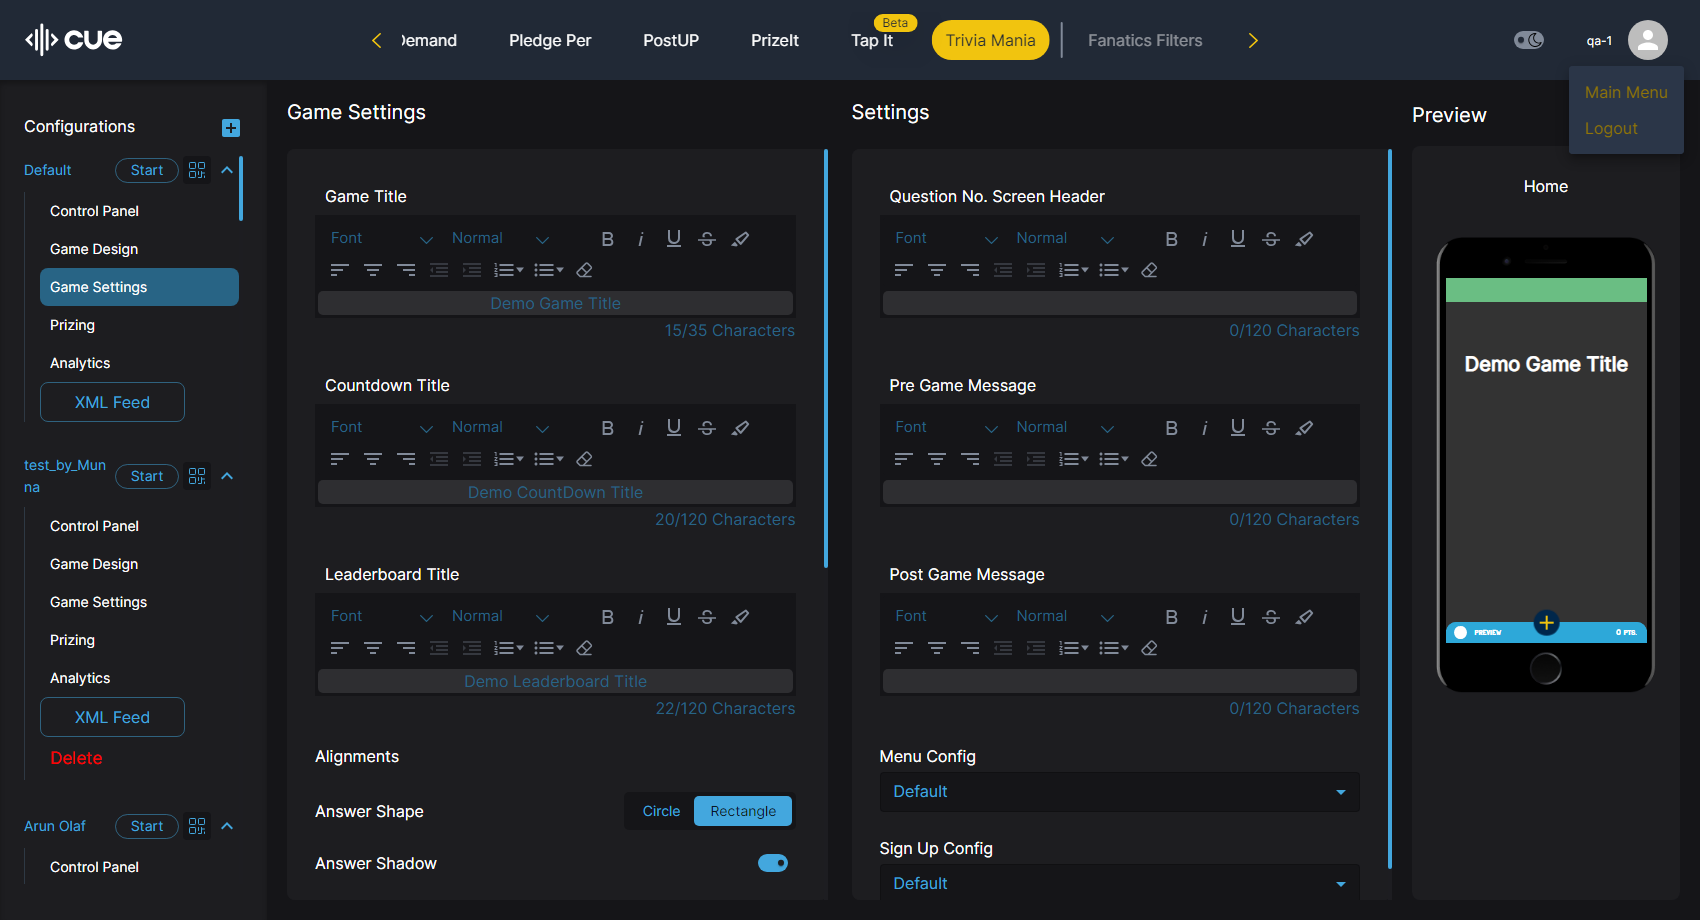 cue
Demand
Pledge Per
PostUP
PrizeIt
Tap It
Beta
Trivia Mania
Fanatics Filters
qa-1
Main Menu
Logout
Configurations
Default
Start
Control Panel
Game Design
Game Settings
Prizing
Analytics
XML Feed
test_by_Mun
na
Start
Control Panel
Game Design
Game Settings
Prizing
Analytics
XML Feed
Delete
Arun Olaf
Start
Control Panel
Game Settings
Game Title
Font
Normal
Demo Game Title
15/35 Characters
Countdown Title
Font
Normal
Demo CountDown Title
20/120 Characters
Leaderboard Title
Font
Normal
Demo Leaderboard Title
22/120 Characters
Alignments
Answer Shape
Circle
Rectangle
Answer Shadow
Settings
Question No. Screen Header
Font
Normal
0/120 Characters
Pre Game Message
Font
Normal
0/120 Characters
Post Game Message
Font
Normal
0/120 Characters
Menu Config
Default
Sign Up Config
Default
Preview
Home
Demo Game Title
PREVIEW
0 PTS.